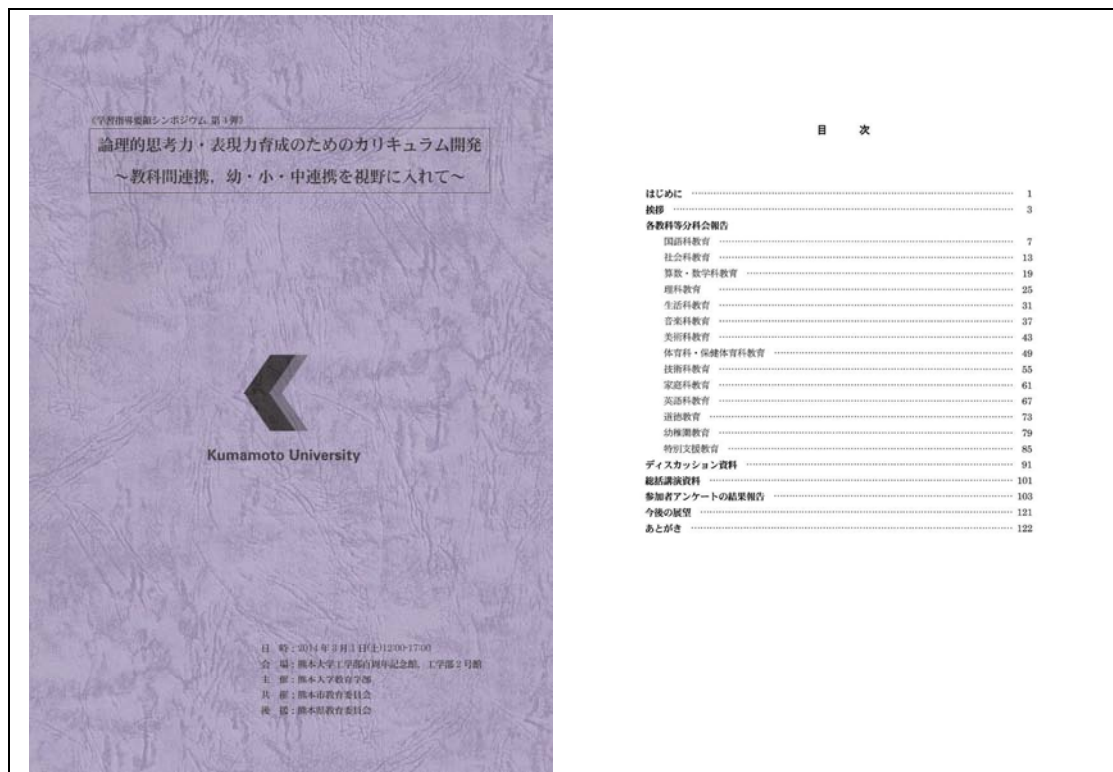 《学習指導要領シンポジウム 第4弾》
論理的思考力・表現力育成のためのカリキュラム開発
～教科間連携，幼・小・中連携を視野に入れて～
Kumamoto University
日　時：2014年3月1日(土)12:00-17:00
会　場：熊本大学工学部百周年記念館，工学部2号館
主　催：熊本大学教育学部
共　催：熊本市教育委員会
後　援：熊本県教育委員会
目　次
はじめに 1
挨拶 3
各教科等分科会報告
国語科教育 7
社会科教育 13
算数・数学科教育 19
理科教育 25
生活科教育 31
音楽科教育 37
美術科教育 43
体育科・保健体育科教育 49
技術科教育 55
家庭科教育 61
英語科教育 67
道徳教育 73
幼稚園教育 79
特別支援教育 85
ディスカッション資料 91
総括講演資料 101
参加者アンケートの結果報告 103
今後の展望 121
あとがき 122